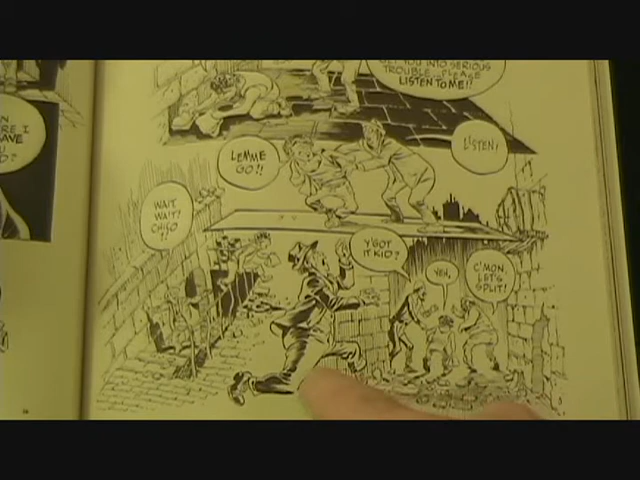 YOU INTO SERIOUS
TROUBLE...PLEASE
LISTEN TO ME!!
LEMME
GO!!
LISTEN!
WAIT,
WAIT!
CHICO
!!
Y'GOT
IT KID?
YEH,
C'MON,
LET'S
SPLIT!